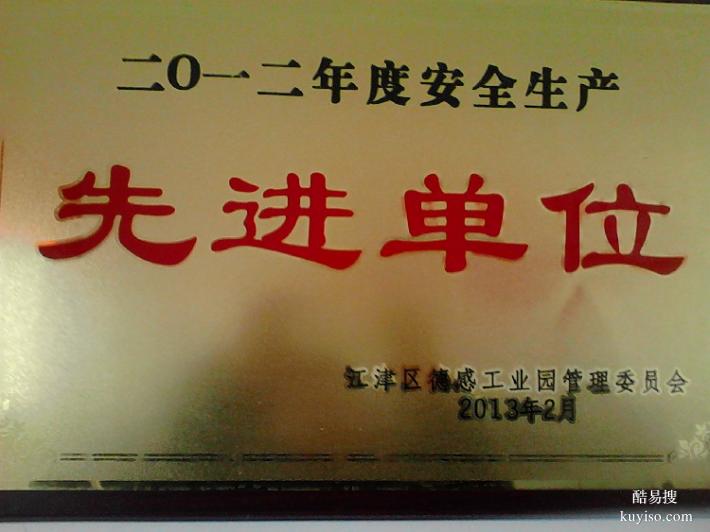 二〇一二年度安全生产
先进单位
江津区德感工业园管理委员会
2013年2月
酷易搜
kuyiso.com